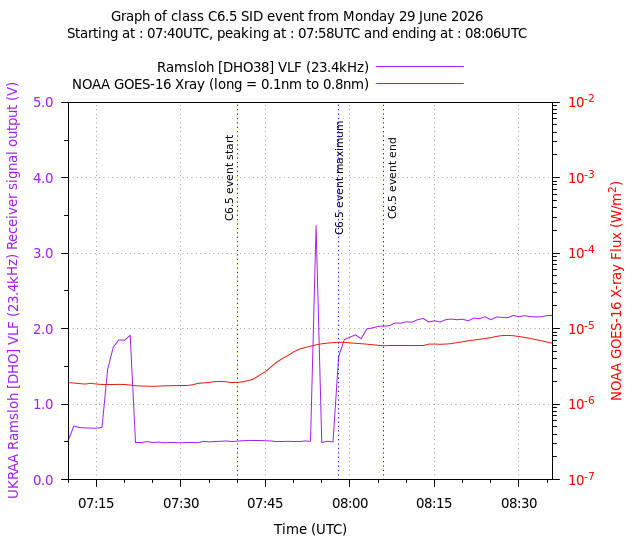 Graph of class C6.5 SID event from Monday 29 June 2026
Starting at : 07:40UTC, peaking at : 07:58UTC and ending at : 08:06UTC
Ramsloh [DHO38] VLF (23.4kHz)
NOAA GOES-16 Xray (long = 0.1nm to 0.8nm)
UKRAA Ramsloh [DHO] VLF (23.4kHz) Receiver signal output (V)
5.0
4.0
3.0
2.0
1.0
0.0
C6.5 event start
C6.5 event maximum
C6.5 event end
10^-2
10^-3
10^-4
10^-5
10^-6
10^-7
NOAA GOES-16 X-ray Flux (W/m²)
07:15 07:30 07:45 08:00 08:15 08:30
Time (UTC)